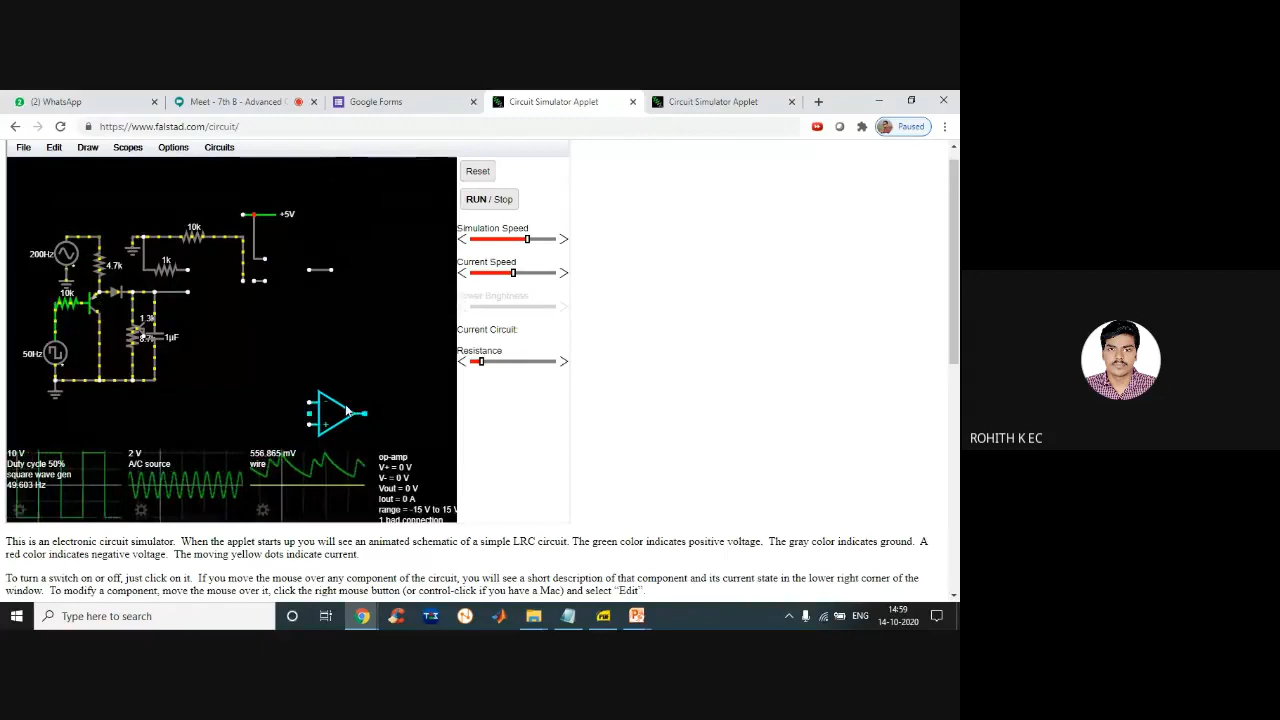 (2) WhatsApp
Meet - 7th B - Advanced
Google Forms
Circuit Simulator Applet
Circuit Simulator Applet
https://www.falstad.com/circuit/
Paused
File Edit Draw Scopes Options Circuits
Reset
RUN / Stop
Simulation Speed
Current Speed
wer Brightness
Current Circuit:
Resistance
+5V
10k
200Hz
4.7k
1k
10k
1.3k
1µF
50Hz
10 V
Duty cycle 50%
square wave gen
49.603 Hz
2 V
A/C source
556.865 mV
wire
op-amp
V+ = 0 V
V- = 0 V
Vout = 0 V
Iout = 0 A
range = -15 V to 15 V
1 bad connection
This is an electronic circuit simulator.  When the applet starts up you will see an animated schematic of a simple LRC circuit. The green color indicates positive voltage.  The gray color indicates ground.  A
red color indicates negative voltage.  The moving yellow dots indicate current.
To turn a switch on or off, just click on it.  If you move the mouse over any component of the circuit, you will see a short description of that component and its current state in the lower right corner of the
window.  To modify a component, move the mouse over it, click the right mouse button (or control-click if you have a Mac) and select “Edit”.
Type here to search
ENG
14:59
14-10-2020
ROHITH K EC